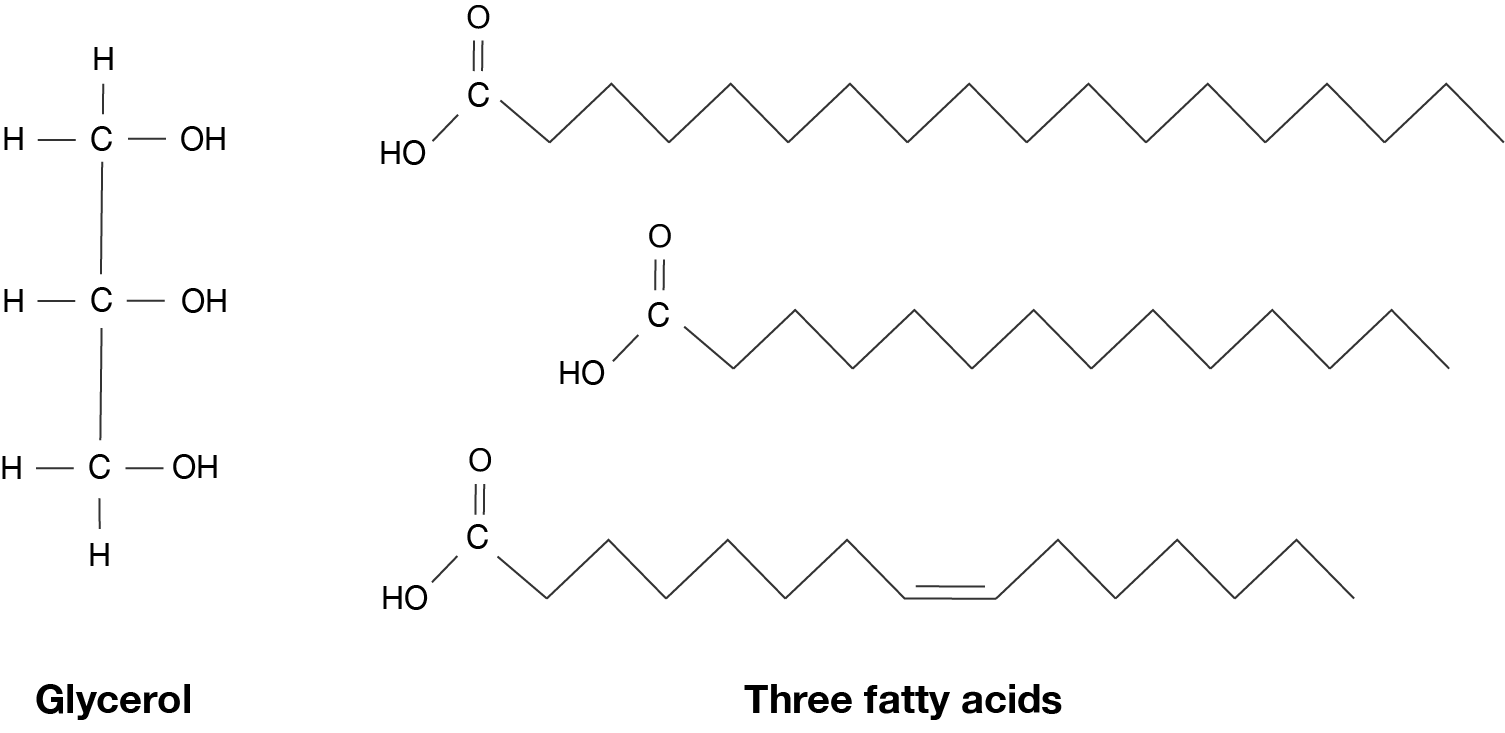 H
H C OH
H C OH
H C OH
H
O
C
HO
O
C
HO
O
C
HO
Glycerol
Three fatty acids